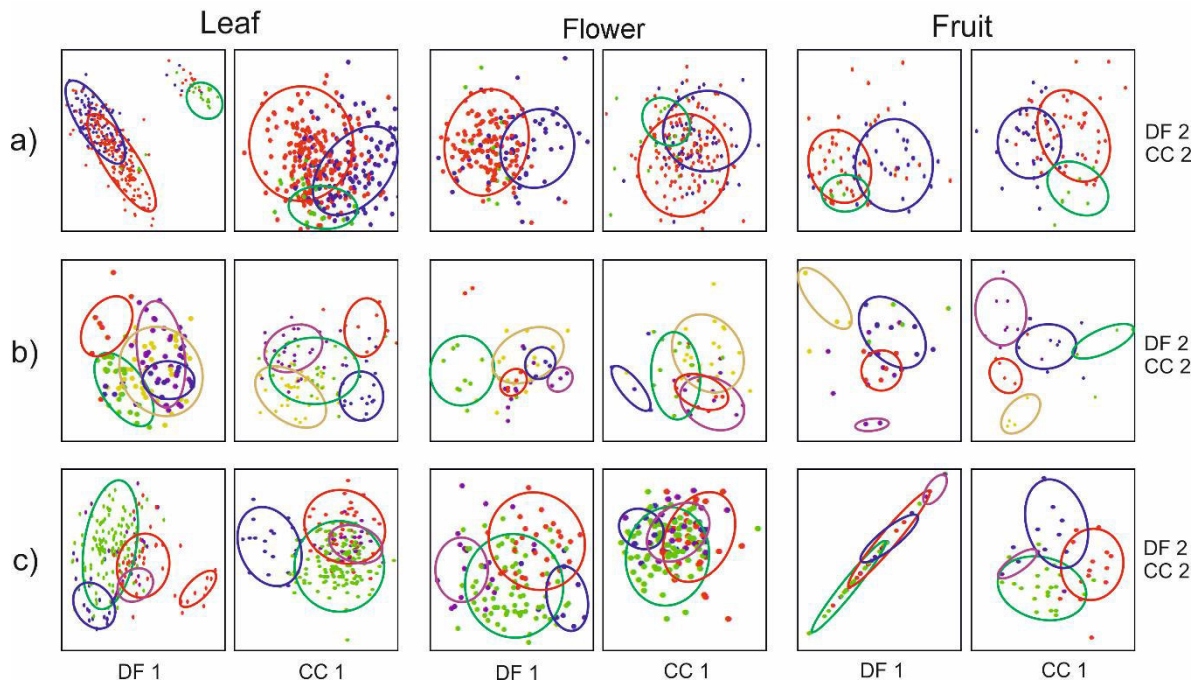 Leaf Flower Fruit
a)
DF 2
CC 2
b)
DF 2
CC 2
c)
DF 2
CC 2
DF 1 CC 1 DF 1 CC 1 DF 1 CC 1